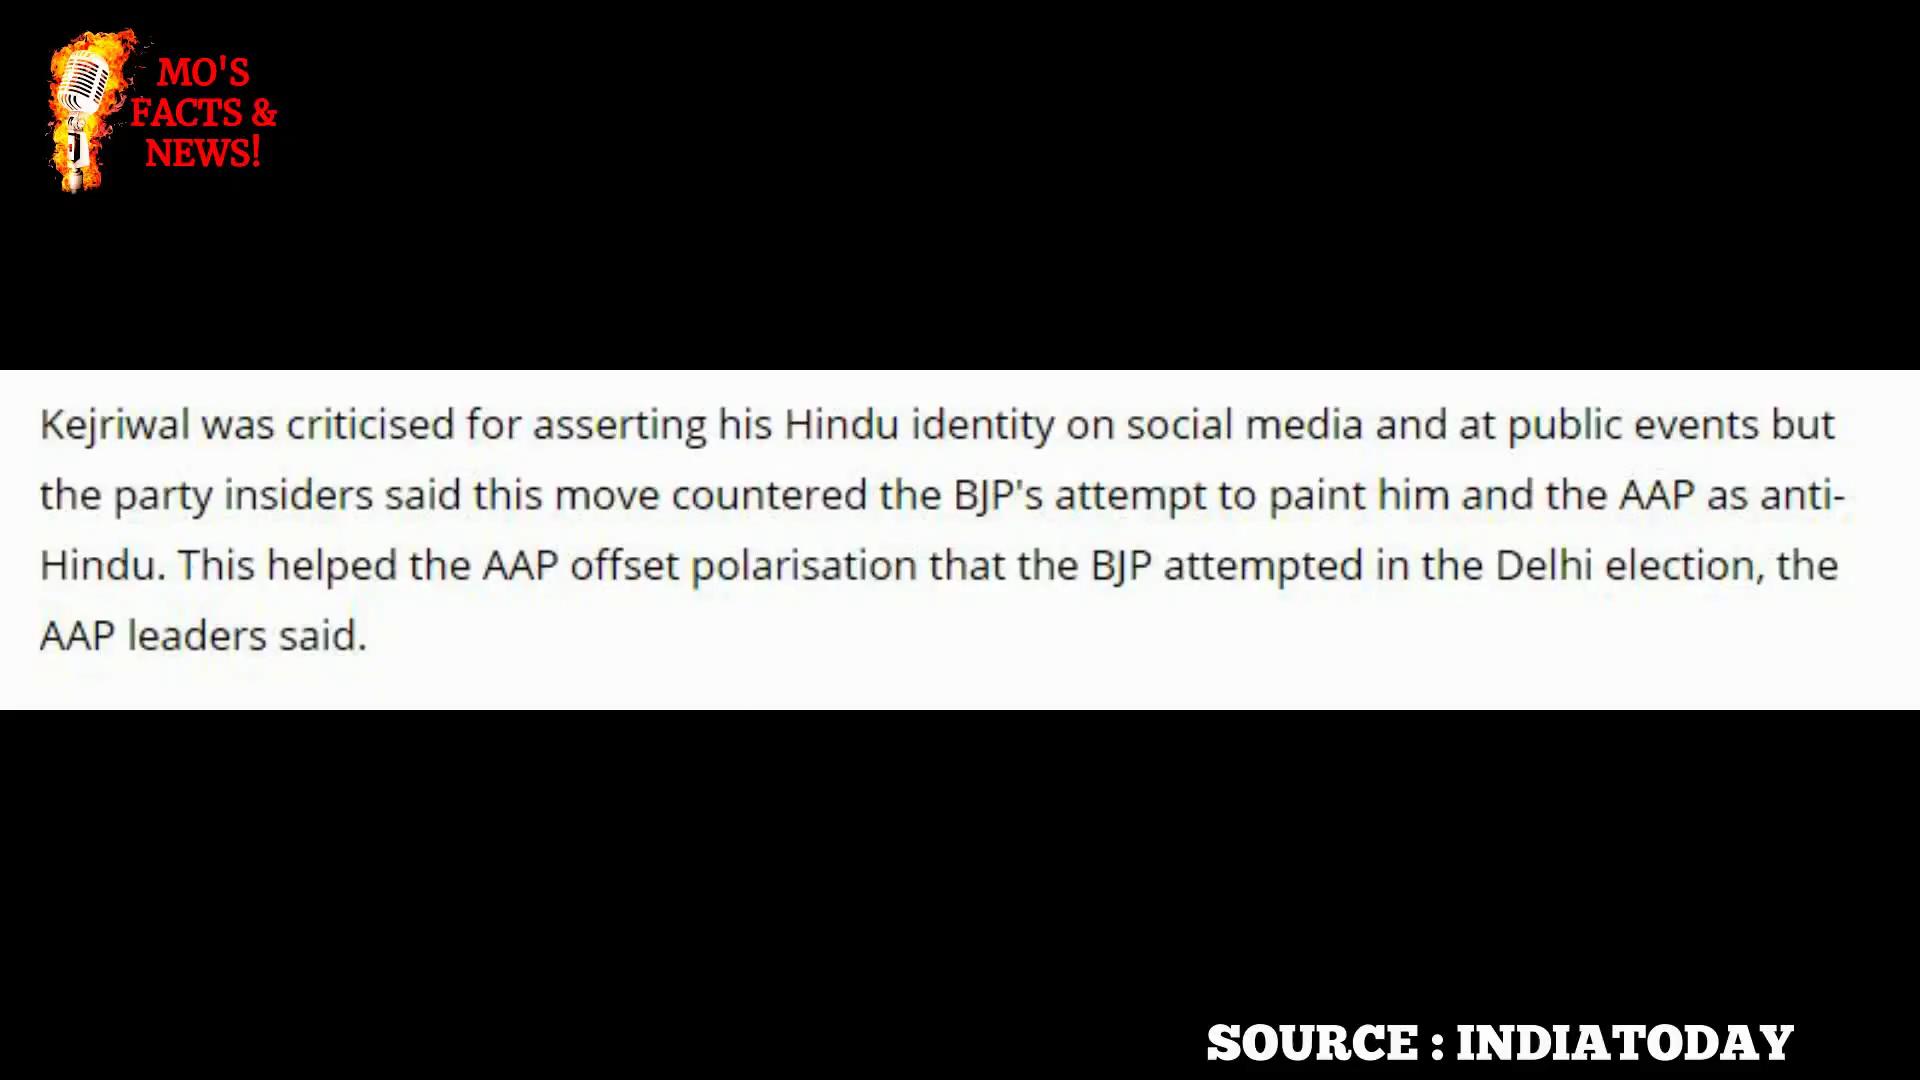 MO'S
FACTS &
NEWS!
Kejriwal was criticised for asserting his Hindu identity on social media and at public events but
the party insiders said this move countered the BJP's attempt to paint him and the AAP as anti-
Hindu. This helped the AAP offset polarisation that the BJP attempted in the Delhi election, the
AAP leaders said.
SOURCE : INDIATODAY